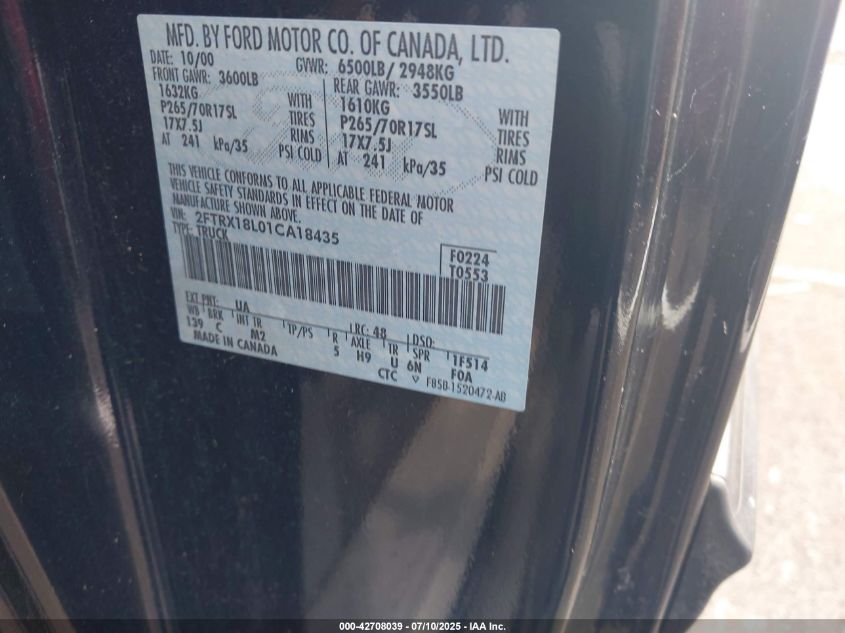 MFD. BY FORD MOTOR CO. OF CANADA, LTD.
DATE: 10/00 GVWR: 6500LB/ 2948KG
FRONT GAWR: 3600LB REAR GAWR: 3550LB
1632KG WITH 1610KG WITH
P265/70R17SL TIRES P265/70R17SL TIRES
17X7.5J RIMS 17X7.5J RIMS
AT 241 kPa/35 PSI COLD AT 241 kPa/35 PSI COLD
THIS VEHICLE CONFORMS TO ALL APPLICABLE FEDERAL MOTOR
VEHICLE SAFETY STANDARDS IN EFFECT ON THE DATE OF
MANUFACTURE SHOWN ABOVE.
VIN: 2FTRX18L01CA18435
TYPE: TRUCK
F0224
T0553
EXT PNT: UA LRC: 48 DSO:
WB BRK INT TR TP/PS R AXLE TR SPR 1F514
139 C M2 5 H9 U 6N F0A
MADE IN CANADA CTC F85B-1520472-AB
000-42708039 - 07/10/2025 - IAA Inc.